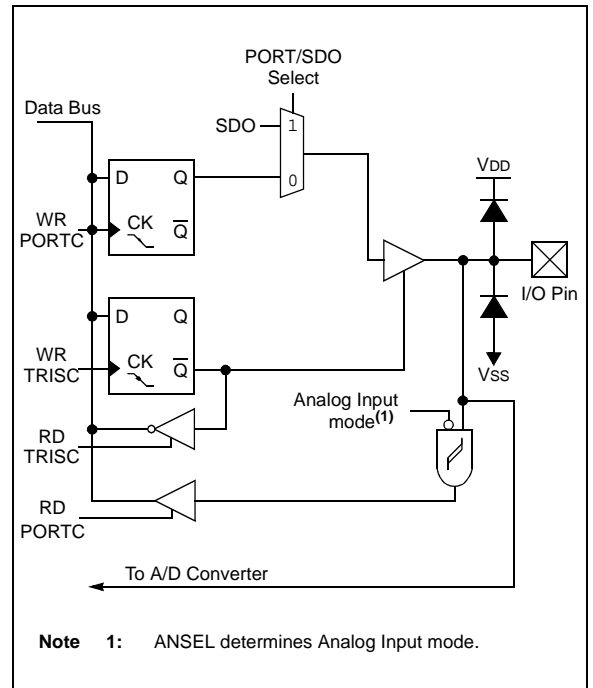 PORT/SDO
Select
Data Bus
SDO
1
0
D Q
CK Q
WR
PORTC
VDD
I/O Pin
VSS
D Q
CK Q
WR
TRISC
Analog Input
mode(1)
RD
TRISC
RD
PORTC
To A/D Converter
Note 1: ANSEL determines Analog Input mode.